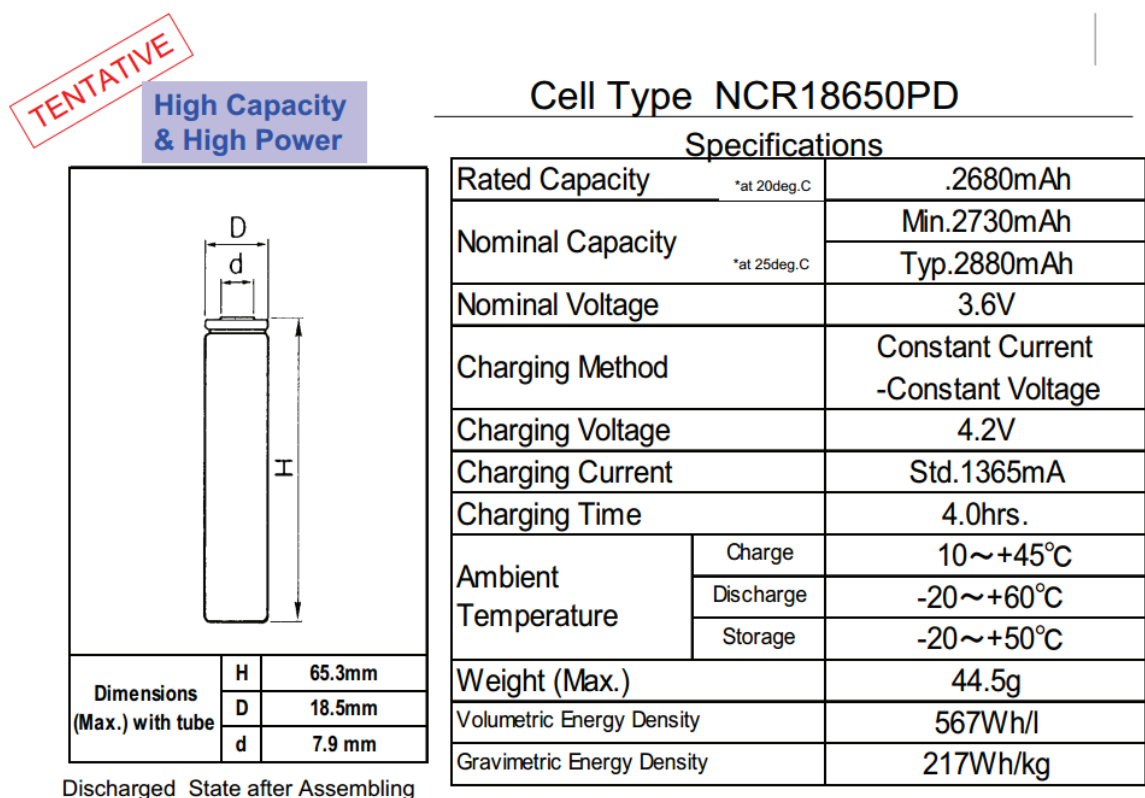 TENTATIVE
High Capacity
& High Power
Cell Type NCR18650PD
Specifications
D
d
H
Dimensions
(Max.) with tube
H 65.3mm
D 18.5mm
d 7.9 mm
Discharged State after Assembling
Rated Capacity *at 20deg.C .2680mAh
Nominal Capacity *at 25deg.C
Min.2730mAh
Typ.2880mAh
Nominal Voltage 3.6V
Charging Method
Constant Current
-Constant Voltage
Charging Voltage 4.2V
Charging Current Std.1365mA
Charging Time 4.0hrs.
Ambient
Temperature
Charge 10~+45℃
Discharge -20~+60℃
Storage -20~+50℃
Weight (Max.) 44.5g
Volumetric Energy Density 567Wh/l
Gravimetric Energy Density 217Wh/kg